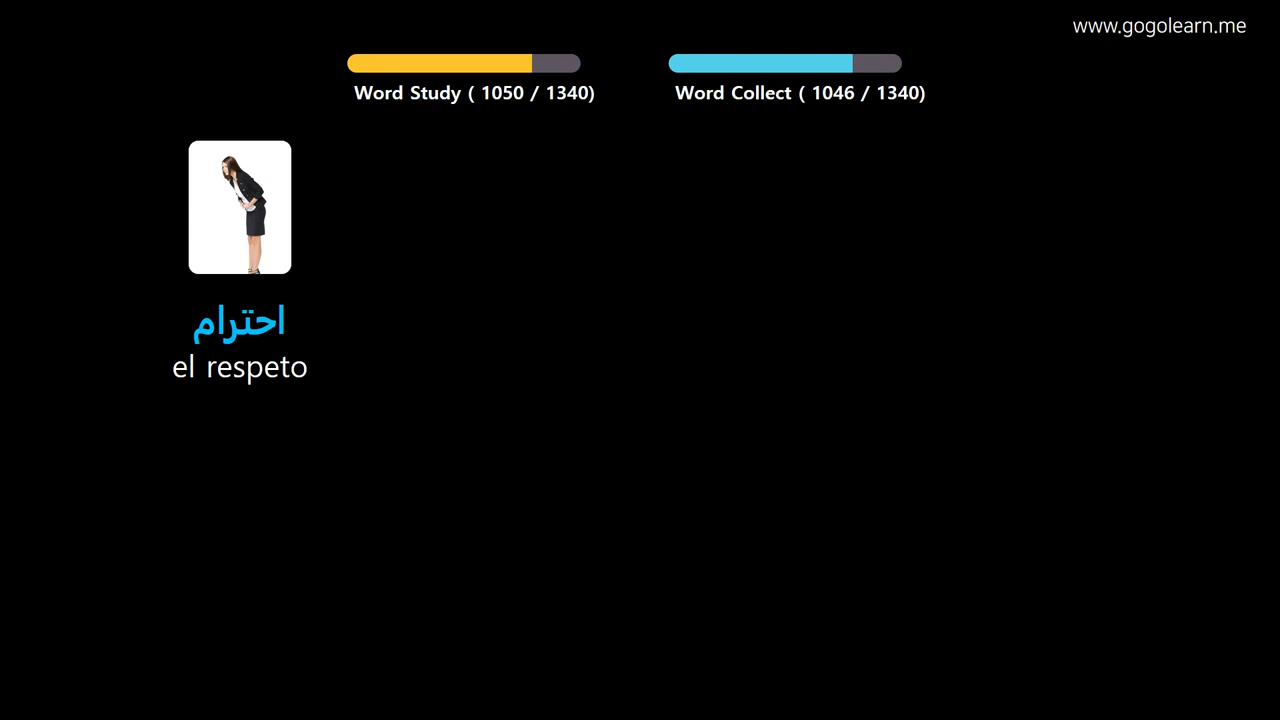 www.gogolearn.me
Word Study ( 1050 / 1340)
Word Collect ( 1046 / 1340)
احترام
el respeto